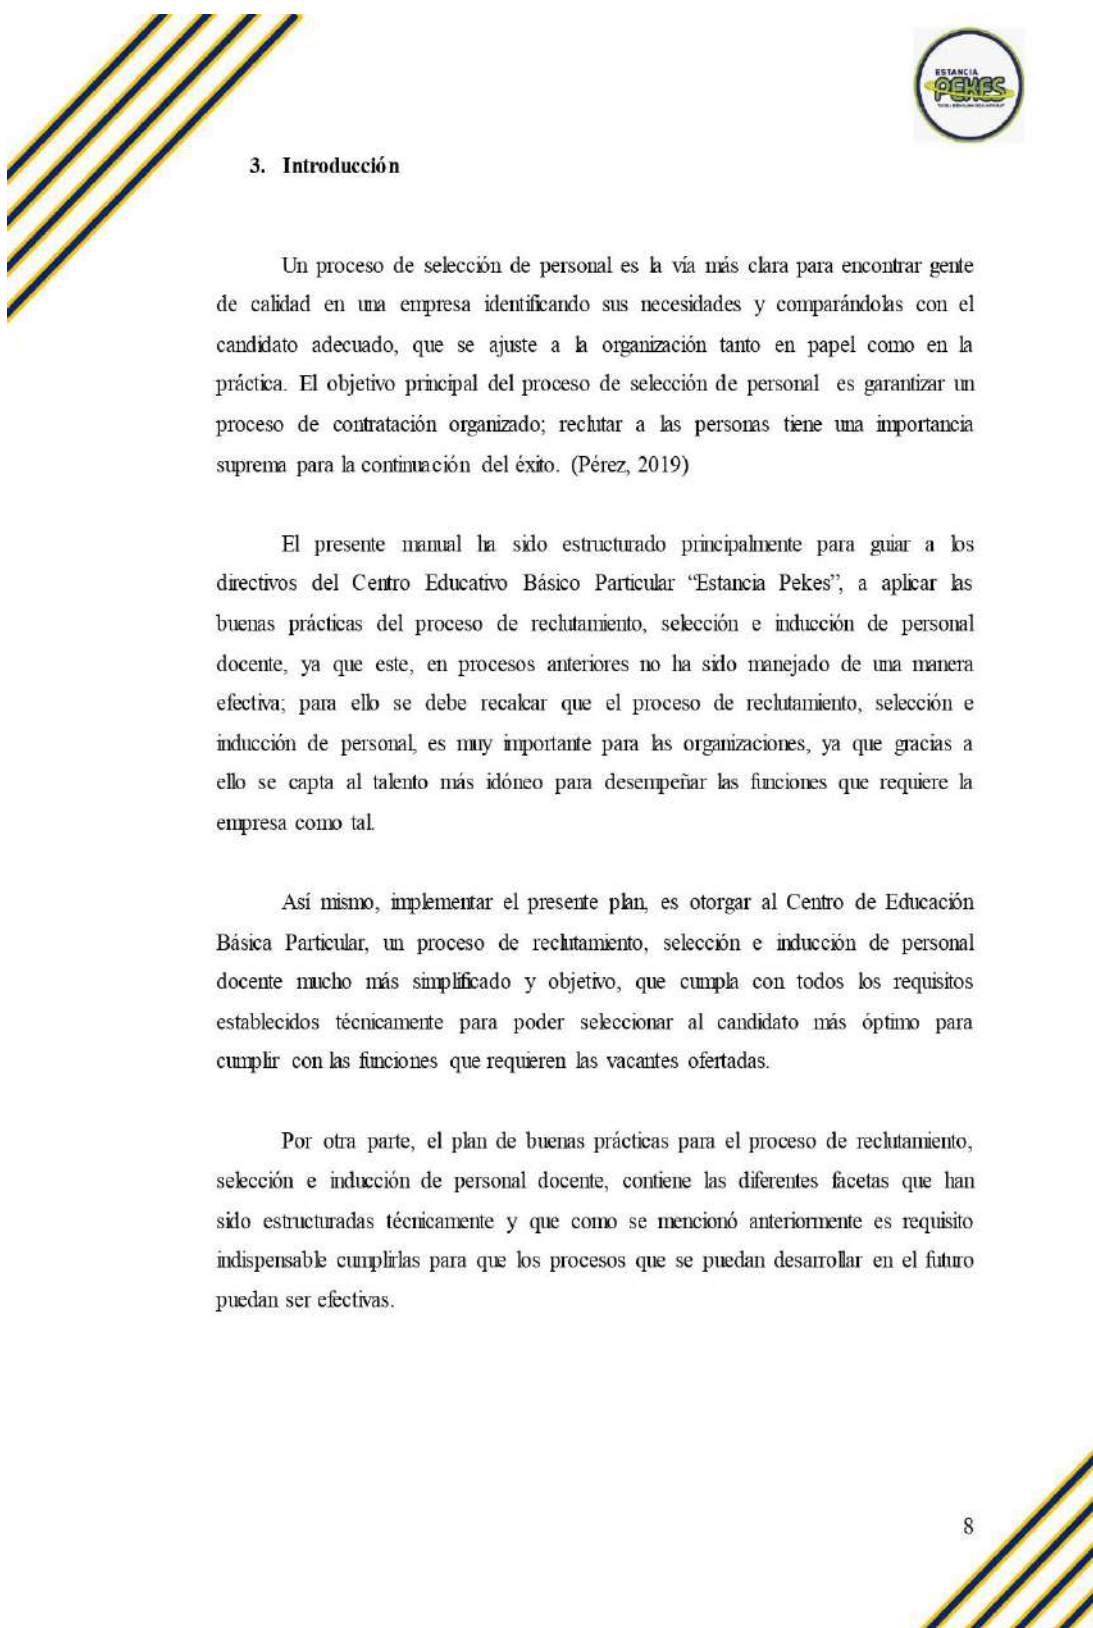 ESTANCIA
PEKES
3. Introducción
Un proceso de selección de personal es la vía más clara para encontrar gente
de calidad en una empresa identificando sus necesidades y comparándolas con el
candidato adecuado, que se ajuste a la organización tanto en papel como en la
práctica. El objetivo principal del proceso de selección de personal es garantizar un
proceso de contratación organizado; reclutar a las personas tiene una importancia
suprema para la continuación del éxito. (Pérez, 2019)
El presente manual ha sido estructurado principalmente para guiar a los
directivos del Centro Educativo Básico Particular “Estancia Pekes”, a aplicar las
buenas prácticas del proceso de reclutamiento, selección e inducción de personal
docente, ya que este, en procesos anteriores no ha sido manejado de una manera
efectiva; para ello se debe recalcar que el proceso de reclutamiento, selección e
inducción de personal, es muy importante para las organizaciones, ya que gracias a
ello se capta al talento más idóneo para desempeñar las funciones que requiere la
empresa como tal.
Así mismo, implementar el presente plan, es otorgar al Centro de Educación
Básica Particular, un proceso de reclutamiento, selección e inducción de personal
docente mucho más simplificado y objetivo, que cumpla con todos los requisitos
establecidos técnicamente para poder seleccionar al candidato más óptimo para
cumplir con las funciones que requieren las vacantes ofertadas.
Por otra parte, el plan de buenas prácticas para el proceso de reclutamiento,
selección e inducción de personal docente, contiene las diferentes facetas que han
sido estructuradas técnicamente y que como se mencionó anteriormente es requisito
indispensable cumplirlas para que los procesos que se puedan desarrollar en el futuro
puedan ser efectivas.
8